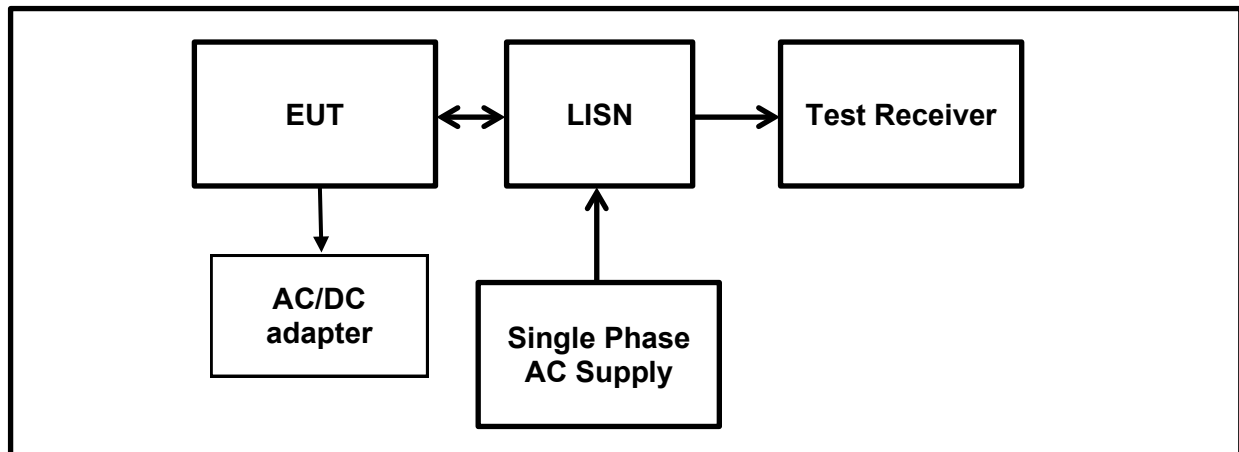 EUT
LISN
Test Receiver
AC/DC
adapter
Single Phase
AC Supply